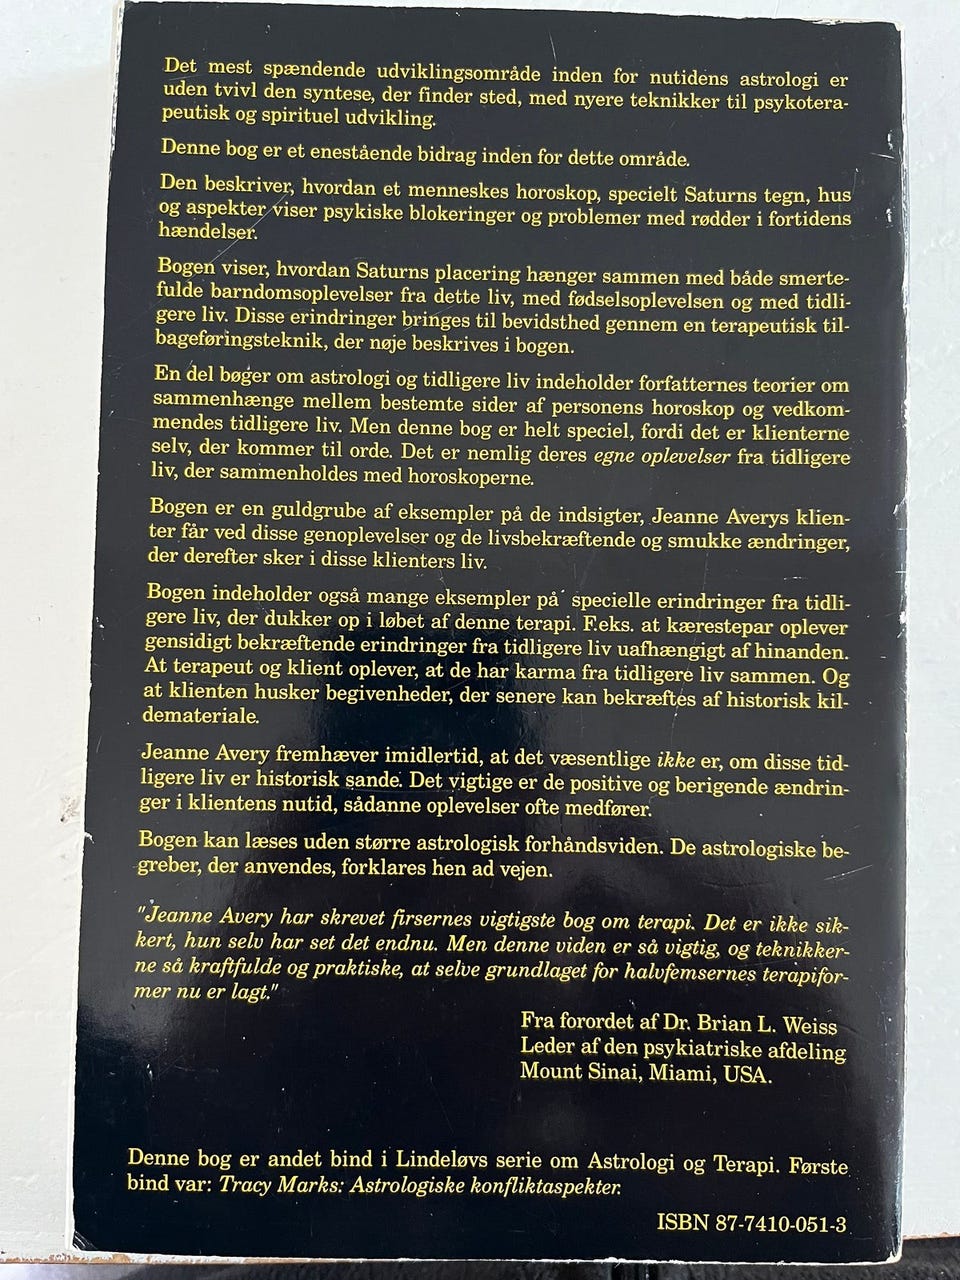 Det mest spændende udviklingsområde inden for nutidens astrologi er
uden tvivl den syntese, der finder sted, med nyere teknikker til psykotera-
peutisk og spirituel udvikling.
Denne bog er et enestående bidrag inden for dette område.
Den beskriver, hvordan et menneskes horoskop, specielt Saturns tegn, hus
og aspekter viser psykiske blokeringer og problemer med rødder i fortidens
hændelser.
Bogen viser, hvordan Saturns placering hænger sammen med både smerte-
fulde barndomsoplevelser fra dette liv, med fødselsoplevelsen og med tidli-
gere liv. Disse erindringer bringes til bevidsthed gennem en terapeutisk til-
bageføringsteknik, der nøje beskrives i bogen.
En del bøger om astrologi og tidligere liv indeholder forfatternes teorier om
sammenhænge mellem bestemte sider af personens horoskop og vedkom-
mendes tidligere liv. Men denne bog er helt speciel, fordi det er klienterne
selv, der kommer til orde. Det er nemlig deres egne oplevelser fra tidligere
liv, der sammenholdes med horoskoperne.
Bogen er en guldgrube af eksempler på de indsigter, Jeanne Averys klien-
ter får ved disse genoplevelser og de livsbekræftende og smukke ændringer,
der derefter sker i disse klienters liv.
Bogen indeholder også mange eksempler på specielle erindringer fra tidli-
gere liv, der dukker op i løbet af denne terapi. F.eks. at kærestepar oplever
gensidigt bekræftende erindringer fra tidligere liv uafhængigt af hinanden.
At terapeut og klient oplever, at de har karma fra tidligere liv sammen. Og
at klienten husker begivenheder, der senere kan bekræftes af historisk kil-
demateriale.
Jeanne Avery fremhæver imidlertid, at det væsentlige ikke er, om disse tid-
ligere liv er historisk sande. Det vigtige er de positive og berigende ændrin-
ger i klientens nutid, sådanne oplevelser ofte medfører.
Bogen kan læses uden større astrologisk forhåndsviden. De astrologiske be-
greber, der anvendes, forklares hen ad vejen.
"Jeanne Avery har skrevet firsernes vigtigste bog om terapi. Det er ikke sik-
kert, hun selv har set det endnu. Men denne viden er så vigtig, og teknikker-
ne så kraftfulde og praktiske, at selve grundlaget for halvfemsernes terapifor-
mer nu er lagt."
Fra forordet af Dr. Brian L. Weiss
Leder af den psykiatriske afdeling
Mount Sinai, Miami, USA.
Denne bog er andet bind i Lindeløvs serie om Astrologi og Terapi. Første
bind var: Tracy Marks: Astrologiske konfliktaspekter.
ISBN 87-7410-051-3